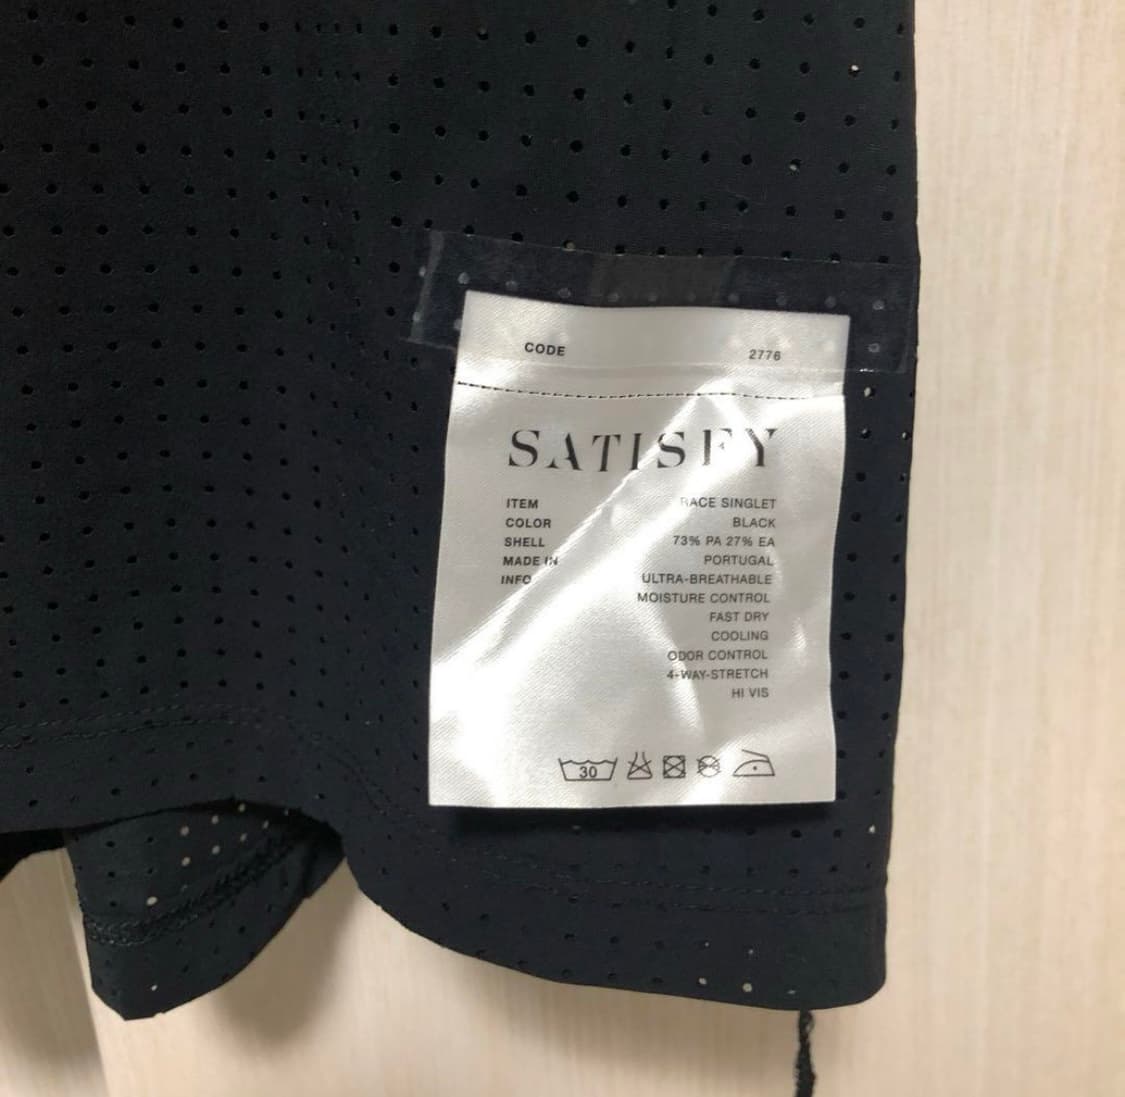 CODE 2776
SATISFY
ITEM RACE SINGLET
COLOR BLACK
SHELL 73% PA 27% EA
MADE IN PORTUGAL
INFO ULTRA-BREATHABLE
MOISTURE CONTROL
FAST DRY
COOLING
ODOR CONTROL
4-WAY-STRETCH
HI VIS
30